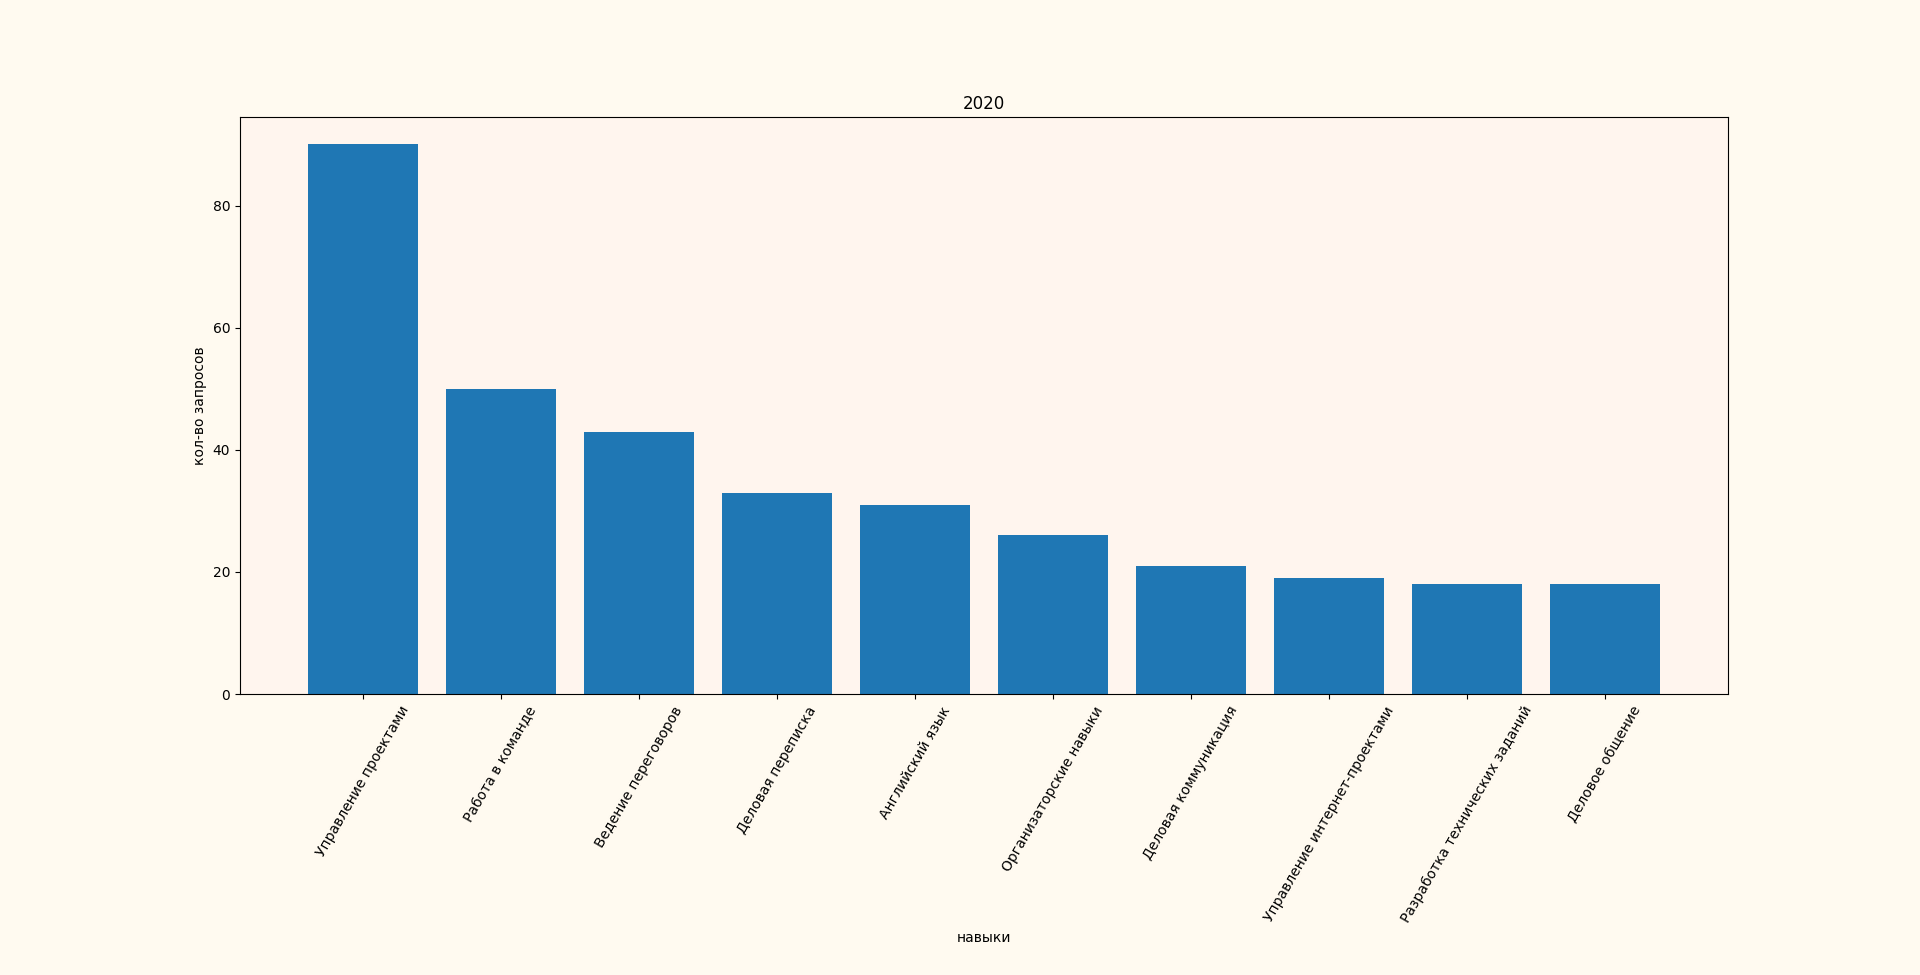 2020
кол-во запросов
80
60
40
20
0
Управление проектами
Работа в команде
Ведение переговоров
Деловая переписка
Английский язык
Организаторские навыки
Деловая коммуникация
Управление интернет-проектами
Разработка технических заданий
Деловое общение
навыки